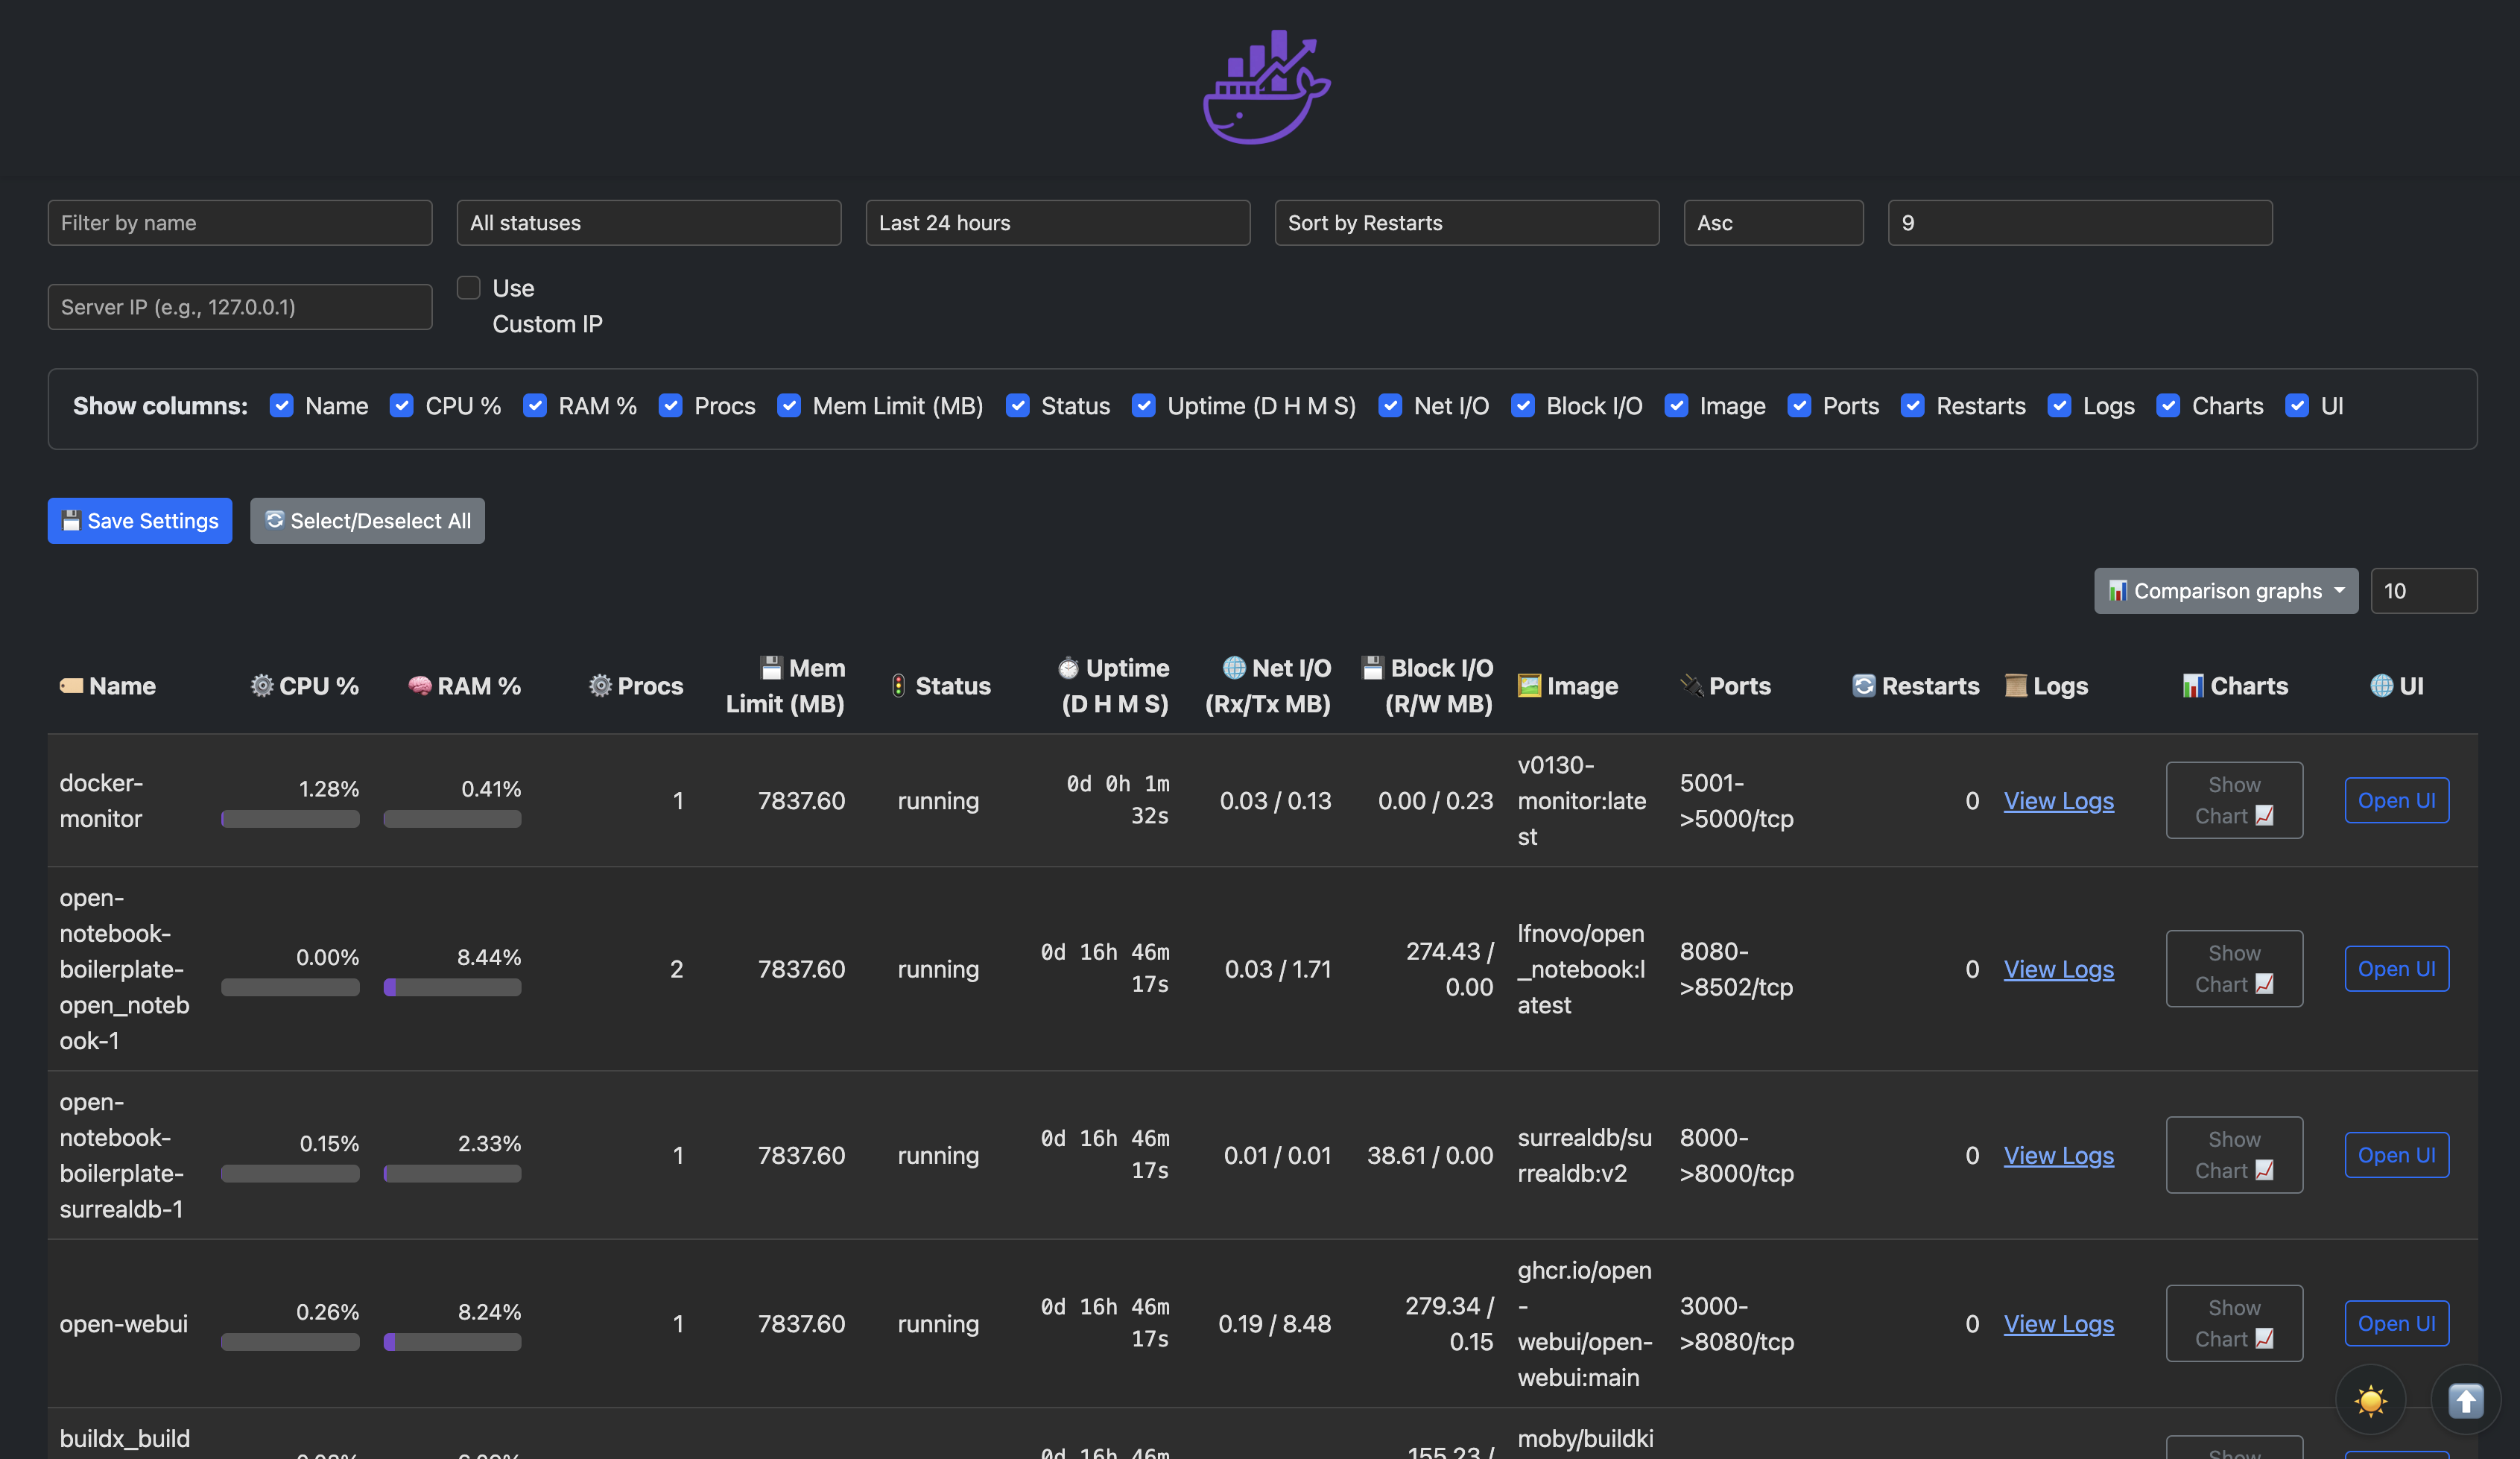 Filter by name
All statuses
Last 24 hours
Sort by Restarts
Asc
9
Server IP (e.g., 127.0.0.1)
Use
Custom IP
Show columns: Name CPU % RAM % Procs Mem Limit (MB) Status Uptime (D H M S) Net I/O Block I/O Image Ports Restarts Logs Charts UI
Save Settings
Select/Deselect All
Comparison graphs
10
Name
CPU %
RAM %
Procs
Mem
Limit (MB)
Status
Uptime
(D H M S)
Net I/O
(Rx/Tx MB)
Block I/O
(R/W MB)
Image
Ports
Restarts
Logs
Charts
UI
docker-
monitor
1.28%
0.41%
1
7837.60
running
0d 0h 1m
32s
0.03 / 0.13
0.00 / 0.23
v0130-
monitor:late
st
5001-
>5000/tcp
0
View Logs
Show
Chart
Open UI
open-
notebook-
boilerplate-
open_noteb
ook-1
0.00%
8.44%
2
7837.60
running
0d 16h 46m
17s
0.03 / 1.71
274.43 /
0.00
lfnovo/open
_notebook:l
atest
8080-
>8502/tcp
0
View Logs
Show
Chart
Open UI
open-
notebook-
boilerplate-
surrealdb-1
0.15%
2.33%
1
7837.60
running
0d 16h 46m
17s
0.01 / 0.01
38.61 / 0.00
surrealdb/su
rrealdb:v2
8000-
>8000/tcp
0
View Logs
Show
Chart
Open UI
open-webui
0.26%
8.24%
1
7837.60
running
0d 16h 46m
17s
0.19 / 8.48
279.34 /
0.15
ghcr.io/open
-
webui/open-
webui:main
3000-
>8080/tcp
0
View Logs
Show
Chart
Open UI
buildx_build
0d 16h 46m
155.23 /
moby/buildki
Show